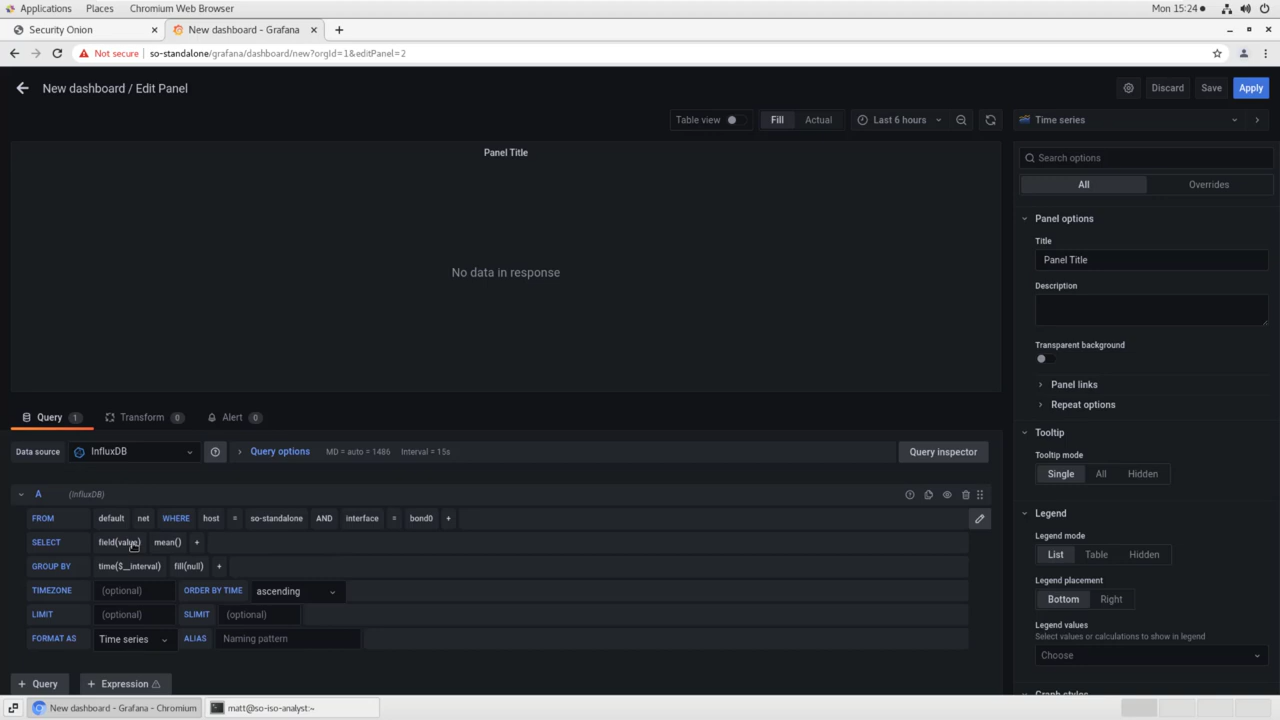 Applications Places Chromium Web Browser Mon 15:24
Security Onion × New dashboard - Grafana × +
Not secure so-standalone/grafana/dashboard/new?orgId=1&editPanel=2
New dashboard / Edit Panel Discard Save Apply
Table view Fill Actual Last 6 hours Time series
Panel Title
No data in response
Search options
All Overrides
Panel options
Title
Panel Title
Description
Transparent background
Panel links
Repeat options
Tooltip
Tooltip mode
Single All Hidden
Legend
Legend mode
List Table Hidden
Legend placement
Bottom Right
Legend values
Select values or calculations to show in legend
Choose
Graph styles
Query 1 Transform 0 Alert 0
Data source InfluxDB Query options MD = auto = 1486 Interval = 15s Query inspector
A (InfluxDB)
FROM default net WHERE host = so-standalone AND interface = bond0 +
SELECT field(value) mean() +
GROUP BY time($__interval) fill(null) +
TIMEZONE (optional) ORDER BY TIME ascending
LIMIT (optional) SLIMIT (optional)
FORMAT AS Time series ALIAS Naming pattern
+ Query + Expression
New dashboard - Grafana - Chromium matt@so-iso-analyst:~